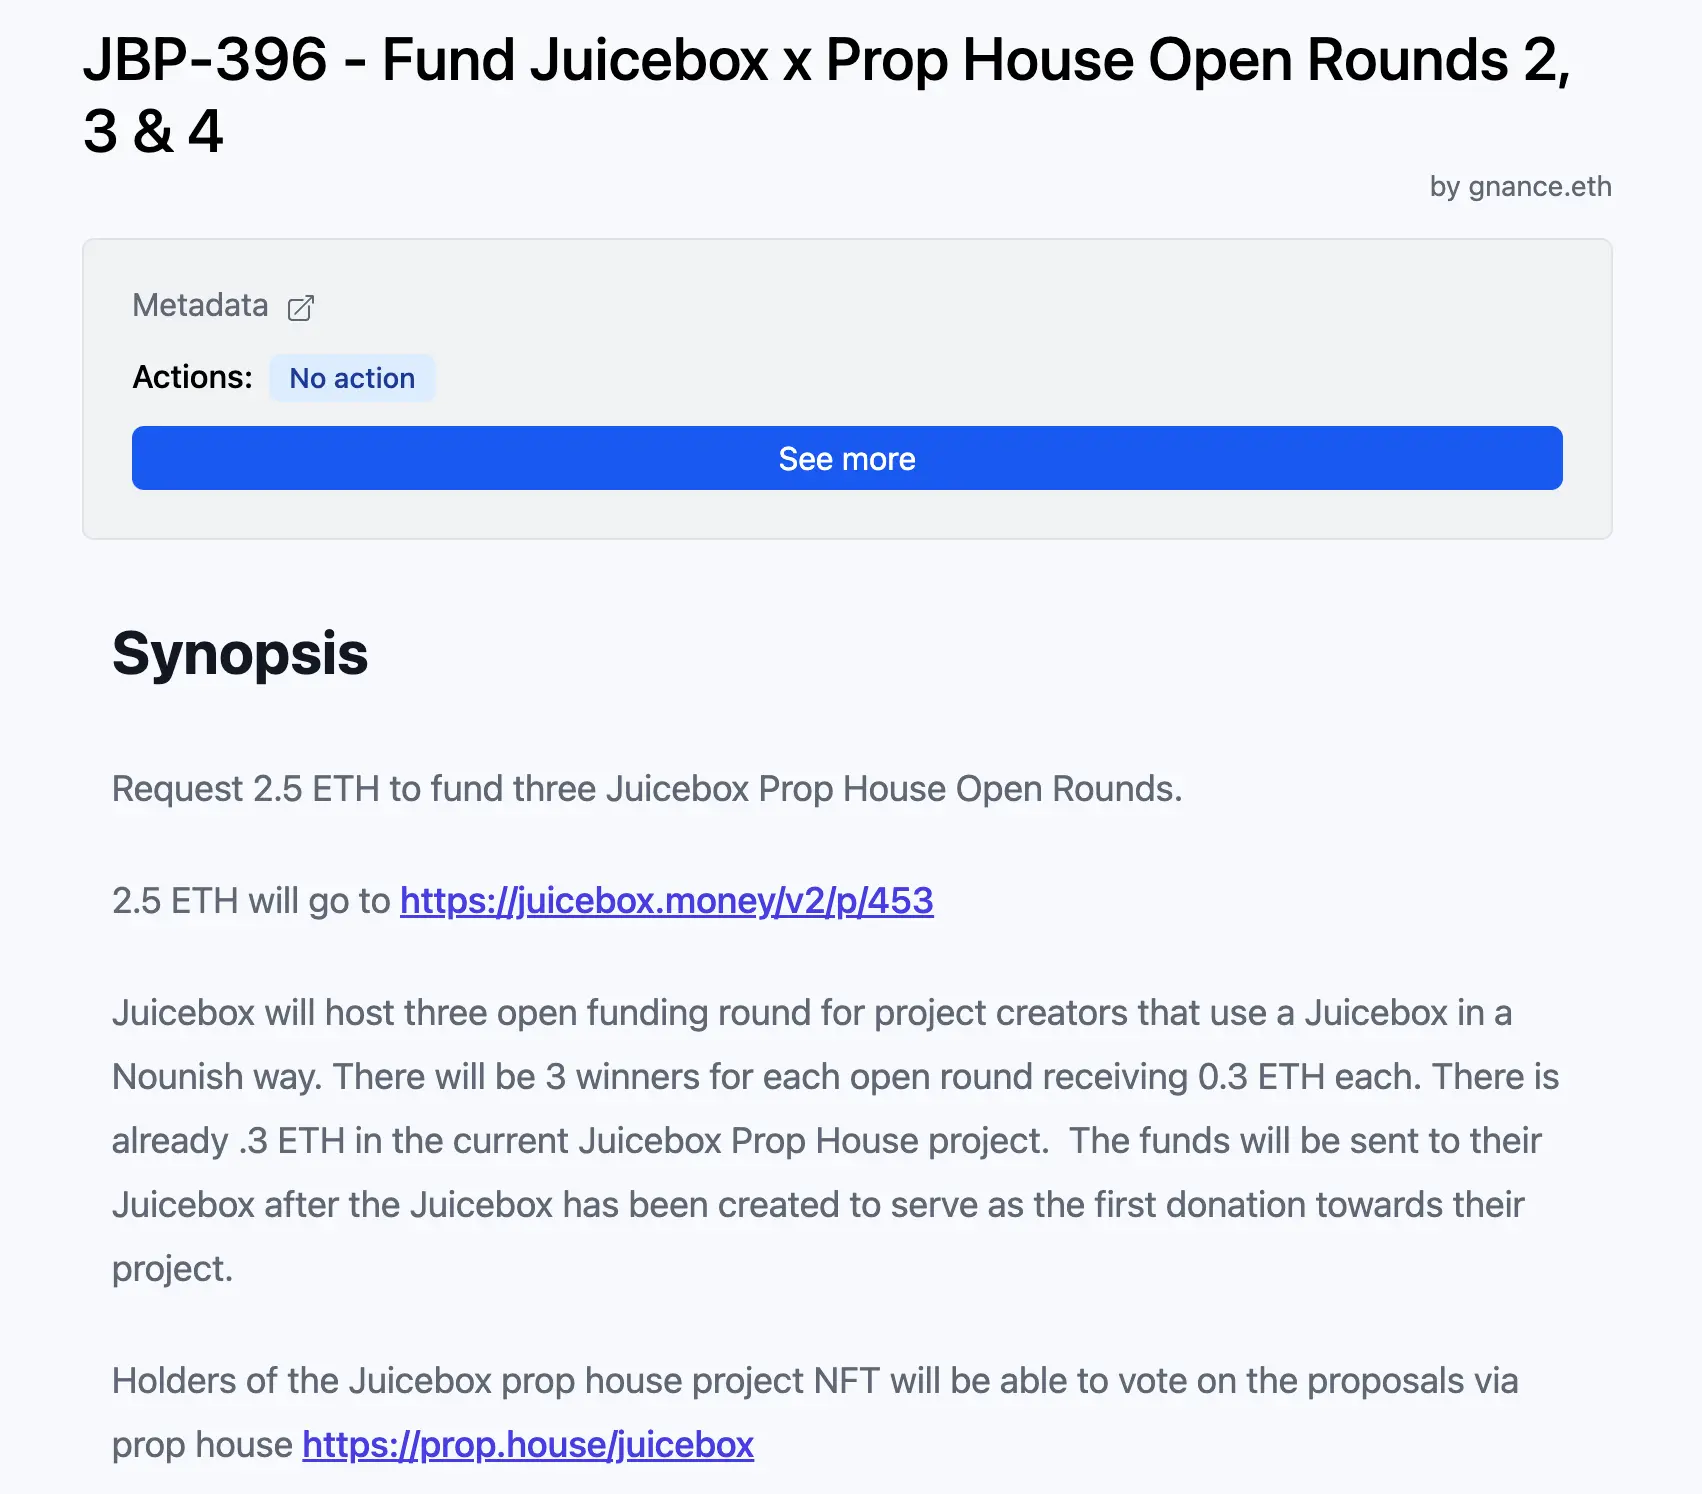 JBP-396 - Fund Juicebox x Prop House Open Rounds 2,
3 & 4
by gnance.eth
Metadata
Actions: No action
See more
Synopsis
Request 2.5 ETH to fund three Juicebox Prop House Open Rounds.
2.5 ETH will go to https://juicebox.money/v2/p/453
Juicebox will host three open funding round for project creators that use a Juicebox in a
Nounish way. There will be 3 winners for each open round receiving 0.3 ETH each. There is
already .3 ETH in the current Juicebox Prop House project.  The funds will be sent to their
Juicebox after the Juicebox has been created to serve as the first donation towards their
project.
Holders of the Juicebox prop house project NFT will be able to vote on the proposals via
prop house https://prop.house/juicebox